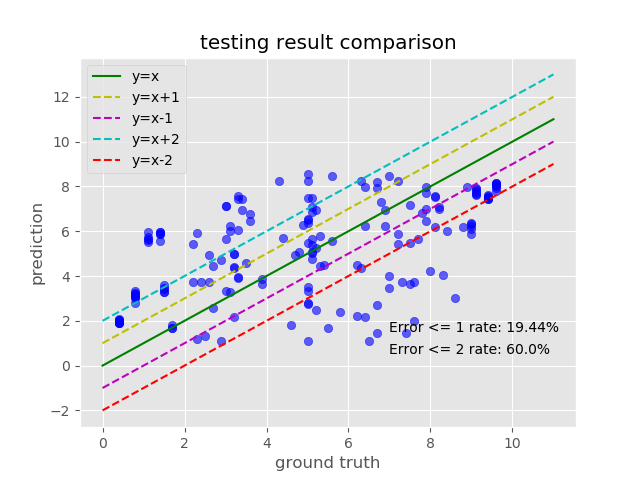 testing result comparison
y=x
y=x+1
y=x-1
y=x+2
y=x-2
12
10
8
6
4
2
0
−2
prediction
Error <= 1 rate: 19.44%
Error <= 2 rate: 60.0%
0 2 4 6 8 10
ground truth